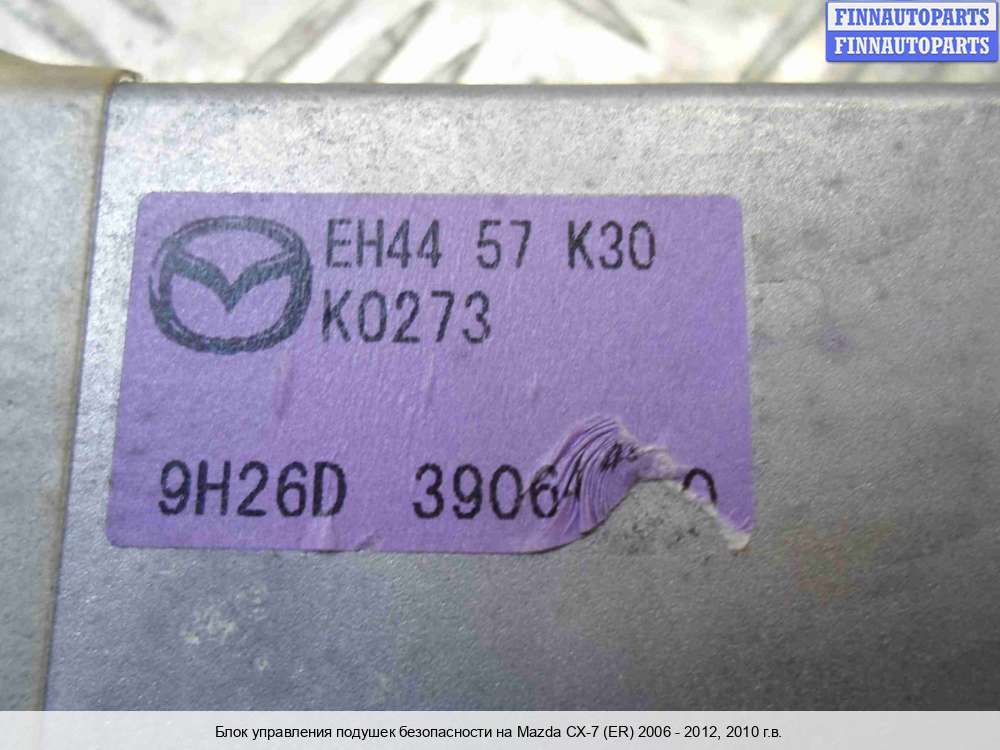 FINNAUTOPARTS
FINNAUTOPARTS
EH44 57 K30
K0273
9H26D
Блок управления подушек безопасности на Mazda CX-7 (ER) 2006 - 2012, 2010 г.в.